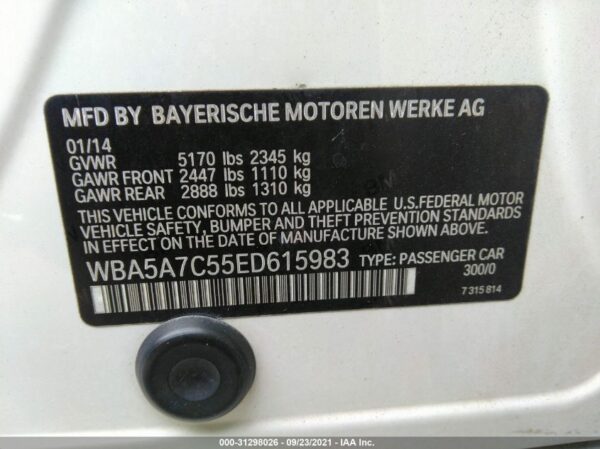 MFD BY BAYERISCHE MOTOREN WERKE AG
01/14
GVWR 5170 lbs 2345 kg
GAWR FRONT 2447 lbs 1110 kg
GAWR REAR 2888 lbs 1310 kg
THIS VEHICLE CONFORMS TO ALL APPLICABLE U.S.FEDERAL MOTOR
VEHICLE SAFETY, BUMPER AND THEFT PREVENTION STANDARDS
IN EFFECT ON THE DATE OF MANUFACTURE SHOWN ABOVE.
WBA5A7C55ED615983 TYPE: PASSENGER CAR
300/0
7 315 814
000-31298026 - 09/23/2021 - IAA Inc.